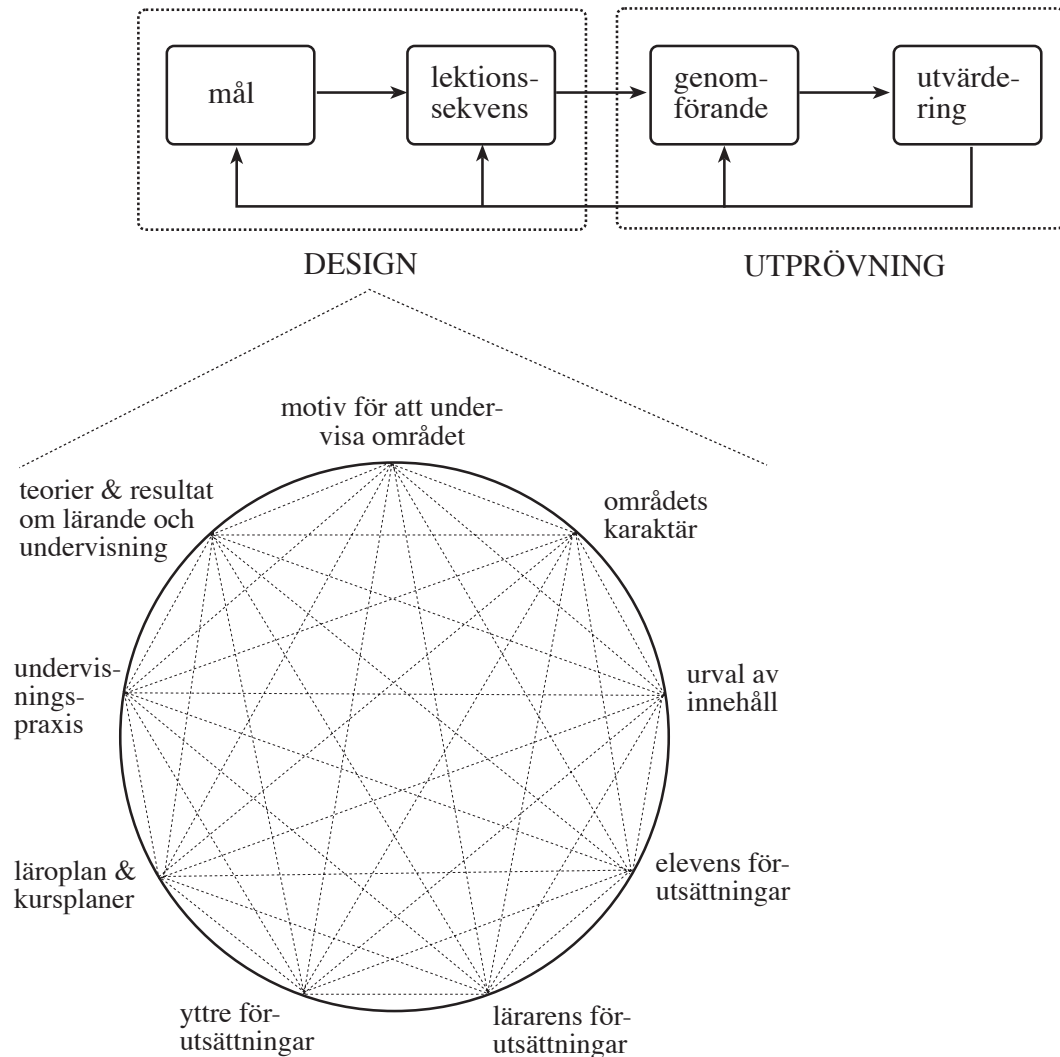 mål
lektions-
sekvens
genom-
förande
utvärde-
ring
DESIGN
UTPRÖVNING
motiv för att under-
visa området
teorier & resultat
om lärande och
undervisning
områdets
karaktär
undervis-
nings-
praxis
urval av
innehåll
läroplan &
kursplaner
elevens för-
utsättningar
yttre för-
utsättningar
lärarens för-
utsättningar